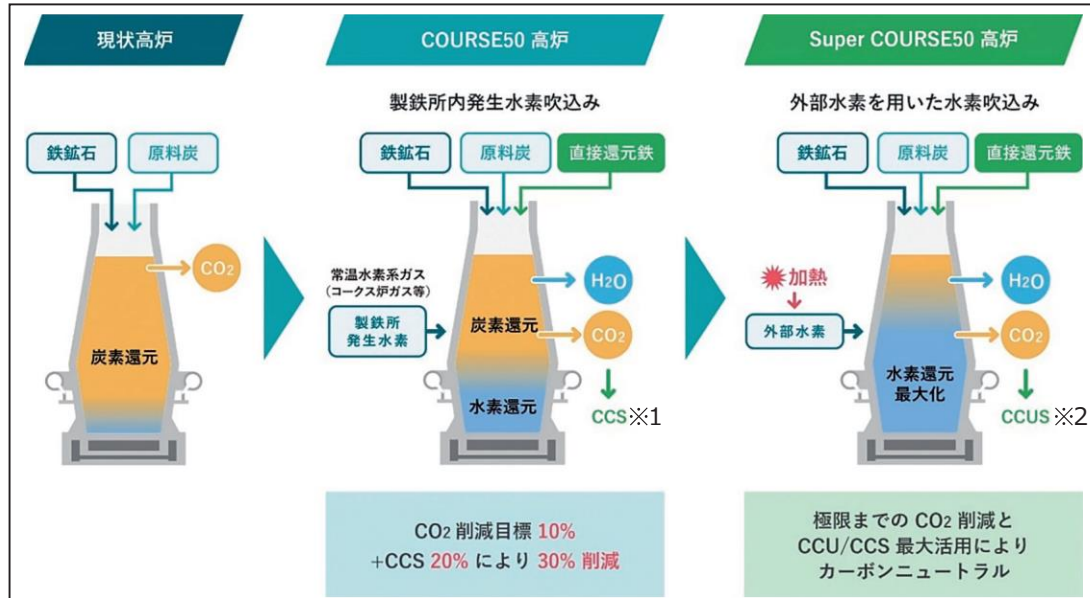 現状高炉
鉄鉱石
原料炭
CO2
炭素還元
COURSE50 高炉
製鉄所内発生水素吹込み
鉄鉱石
原料炭
直接還元鉄
常温水素系ガス
（コークス炉ガス等）
製鉄所
発生水素
H2O
炭素還元
CO2
水素還元
CCS※1
CO2 削減目標 10%
+CCS 20% により 30% 削減
Super COURSE50 高炉
外部水素を用いた水素吹込み
鉄鉱石
原料炭
直接還元鉄
加熱
外部水素
H2O
CO2
水素還元
最大化
CCUS※2
極限までの CO2 削減と
CCU/CCS 最大活用により
カーボンニュートラル